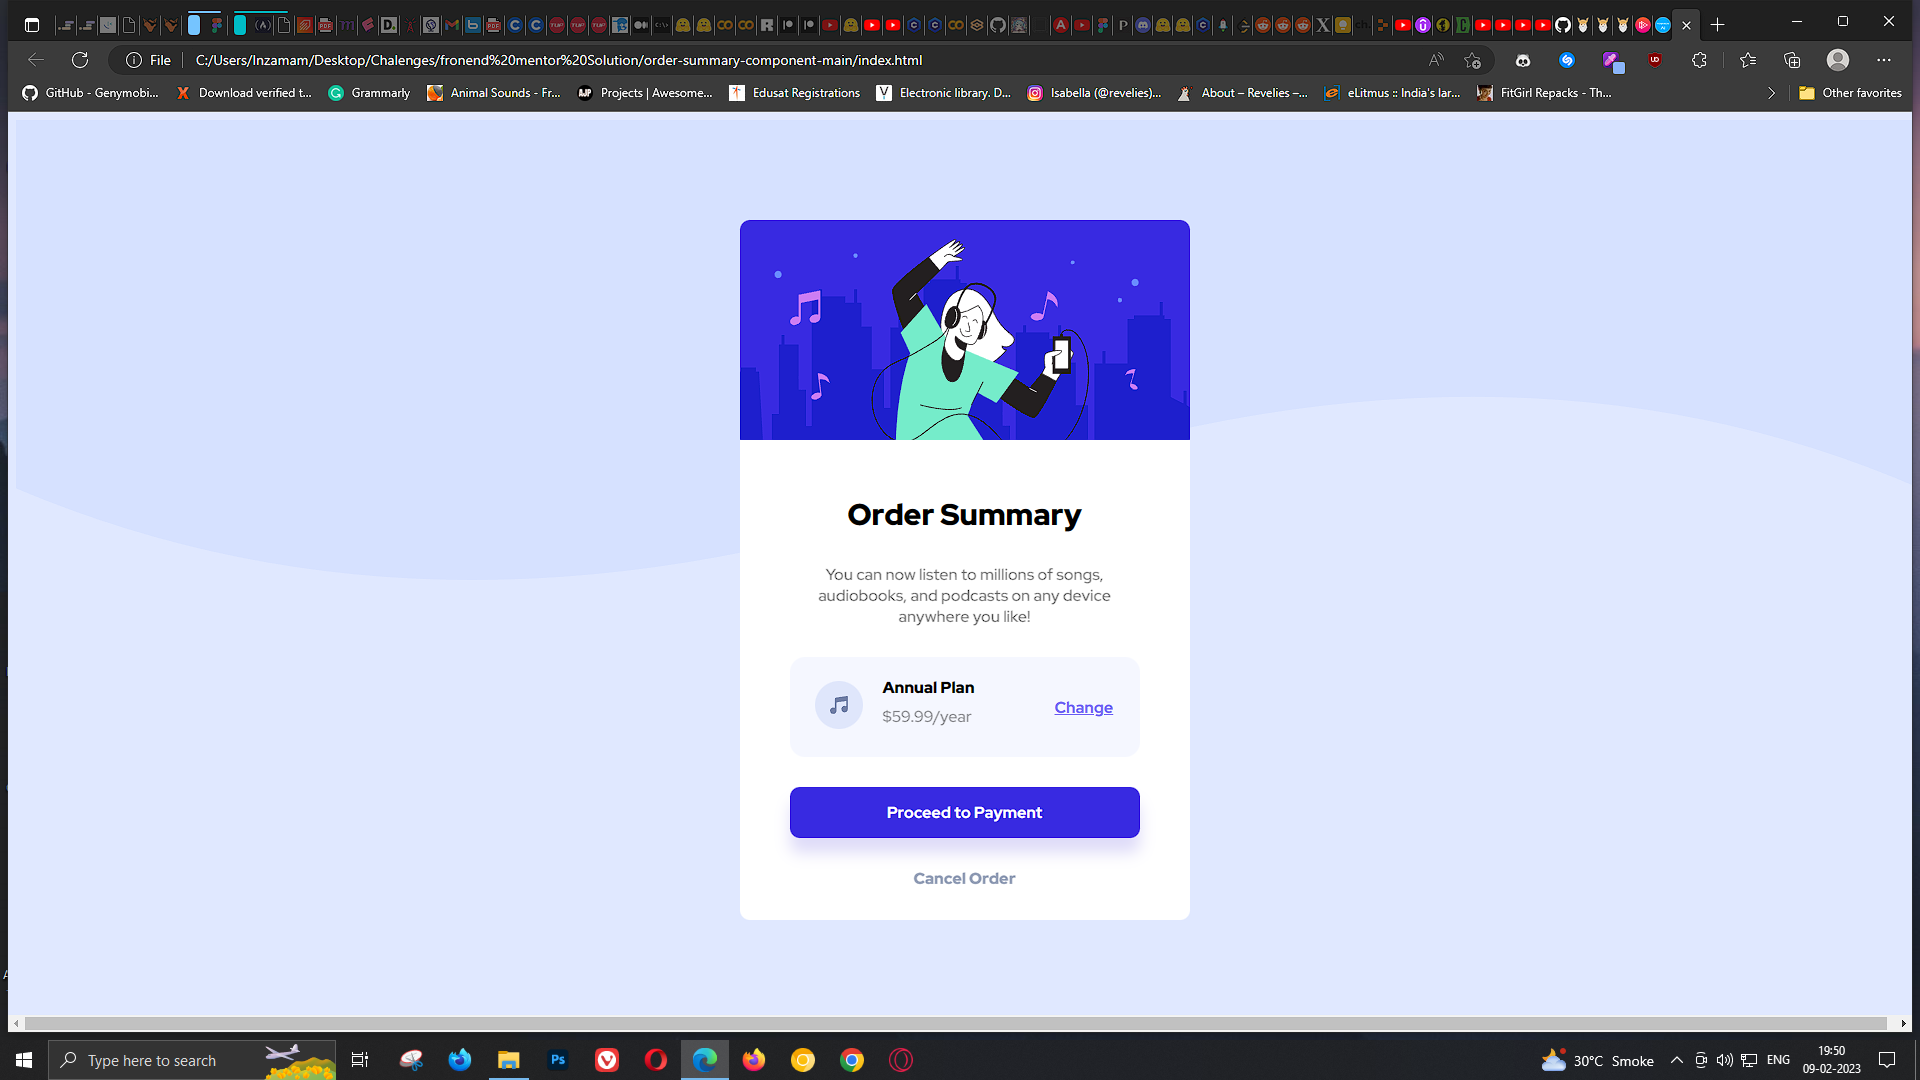 File
C:/Users/Inzamam/Desktop/Chalenges/fronend%20mentor%20Solution/order-summary-component-main/index.html
GitHub - Genymobi...
Download verified t...
Grammarly
Animal Sounds - Fr...
Projects | Awesome...
Edusat Registrations
Electronic library. D...
Isabella (@revelies)...
About – Revelies –...
eLitmus :: India's lar...
FitGirl Repacks - Th...
Other favorites
Order Summary
You can now listen to millions of songs,
audiobooks, and podcasts on any device
anywhere you like!
Annual Plan
$59.99/year
Change
Proceed to Payment
Cancel Order
Type here to search
Ps
30°C Smoke
ENG
19:50
09-02-2023